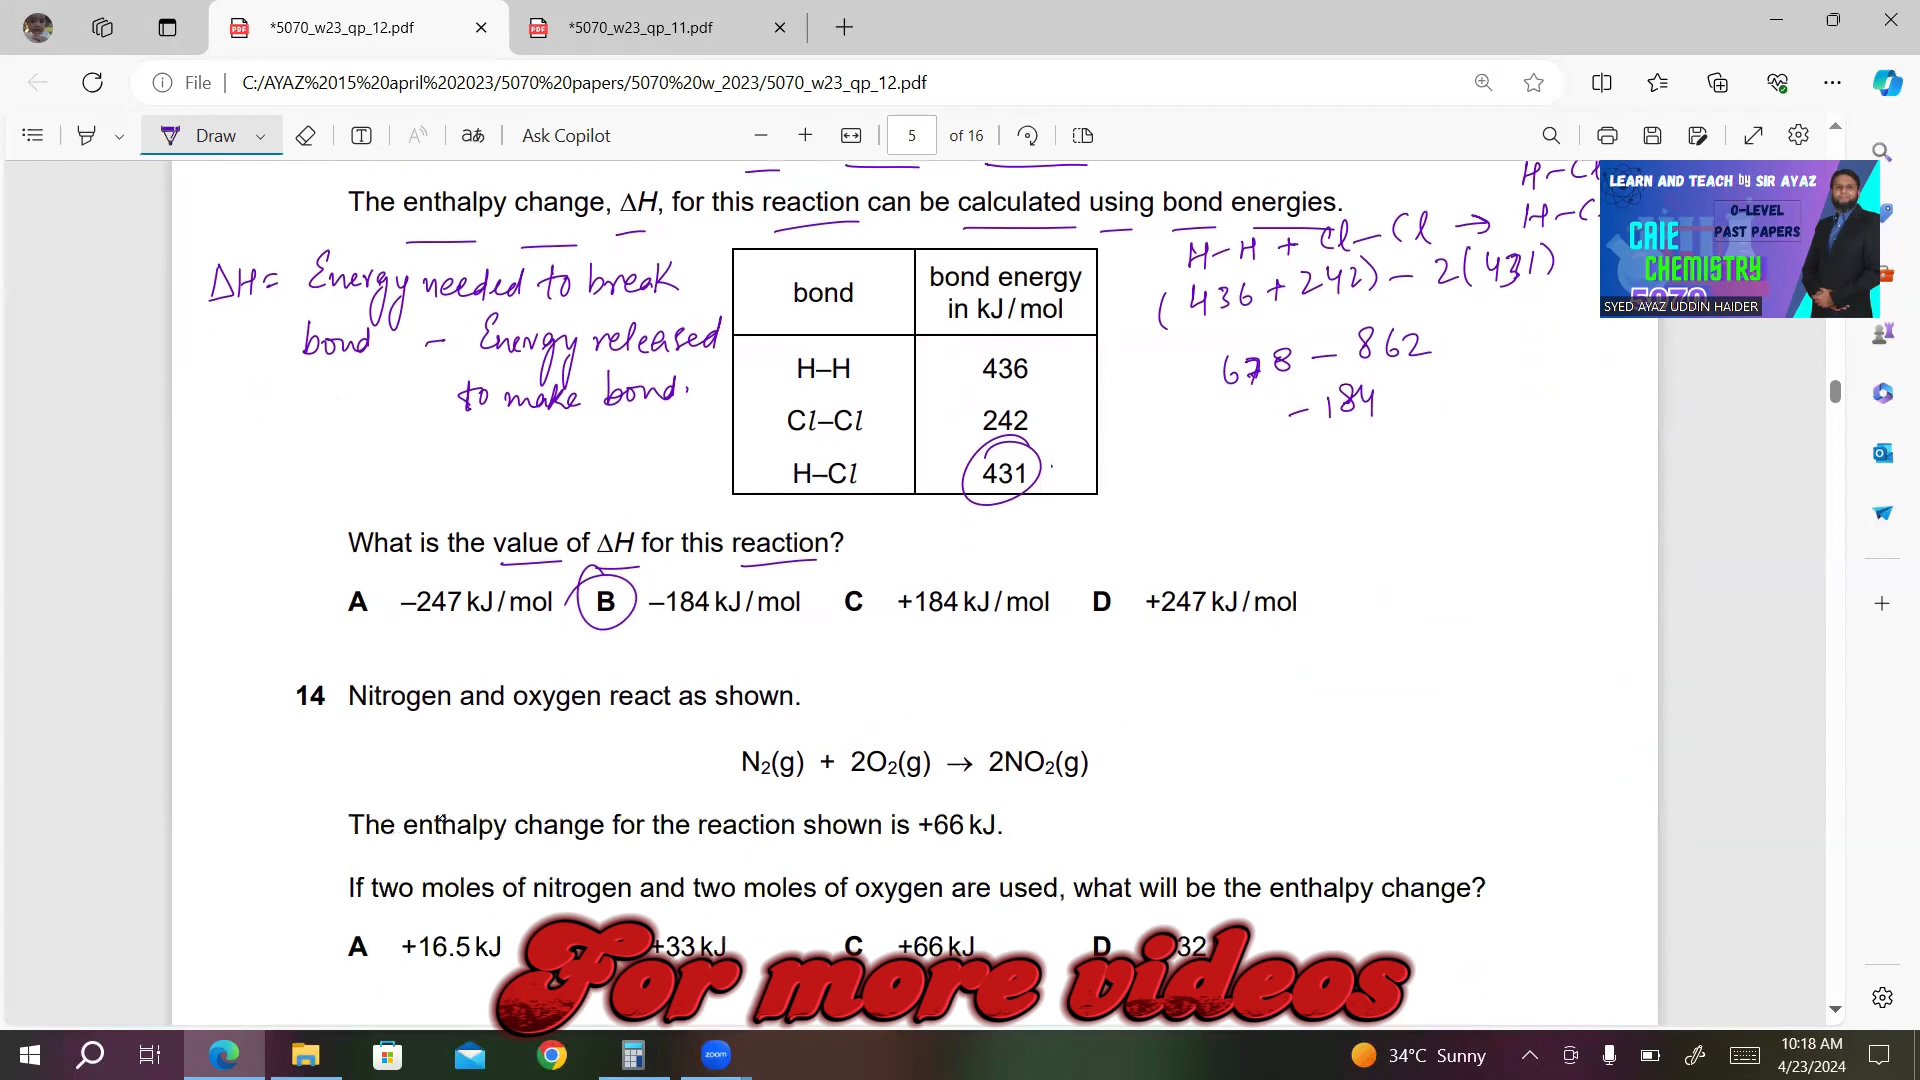 *5070_w23_qp_12.pdf
*5070_w23_qp_11.pdf
File
C:/AYAZ%2015%20april%202023/5070%20papers/5070%20w_2023/5070_w23_qp_12.pdf
Draw
Ask Copilot
5 of 16
H-Cl
The enthalpy change, ΔH, for this reaction can be calculated using bond energies.
H-H + Cl-Cl → H-C
(436 + 242) - 2(431)
678 - 862
-184
ΔH = Energy needed to break
bond - Energy released
to make bond.
bond bond energy in kJ/mol
H–H 436
Cl–Cl 242
H–Cl 431
LEARN AND TEACH by SIR AYAZ
O-LEVEL
PAST PAPERS
CAIE
CHEMISTRY
5070
SYED AYAZ UDDIN HAIDER
What is the value of ΔH for this reaction?
A –247 kJ/mol B –184 kJ/mol C +184 kJ/mol D +247 kJ/mol
14 Nitrogen and oxygen react as shown.
N₂(g) + 2O₂(g) → 2NO₂(g)
The enthalpy change for the reaction shown is +66 kJ.
If two moles of nitrogen and two moles of oxygen are used, what will be the enthalpy change?
A +16.5 kJ +33 kJ C +66 kJ D 32
For more videos
zoom
34°C Sunny
10:18 AM
4/23/2024